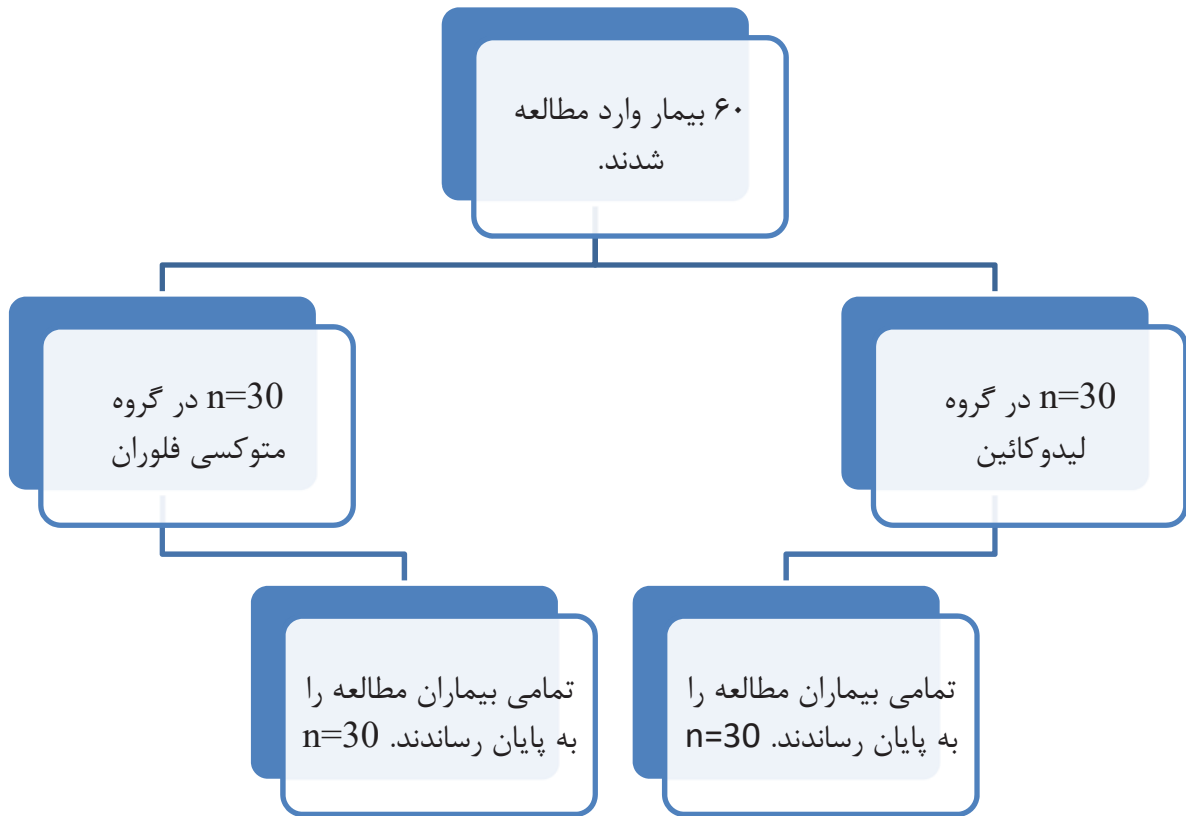 ۶۰ بیمار وارد مطالعه
شدند.
n=30 در گروه
لیدوکائین
n=30 در گروه
متوکسی فلوران
تمامی بیماران مطالعه را
به پایان رساندند. n=30
تمامی بیماران مطالعه را
به پایان رساندند. n=30